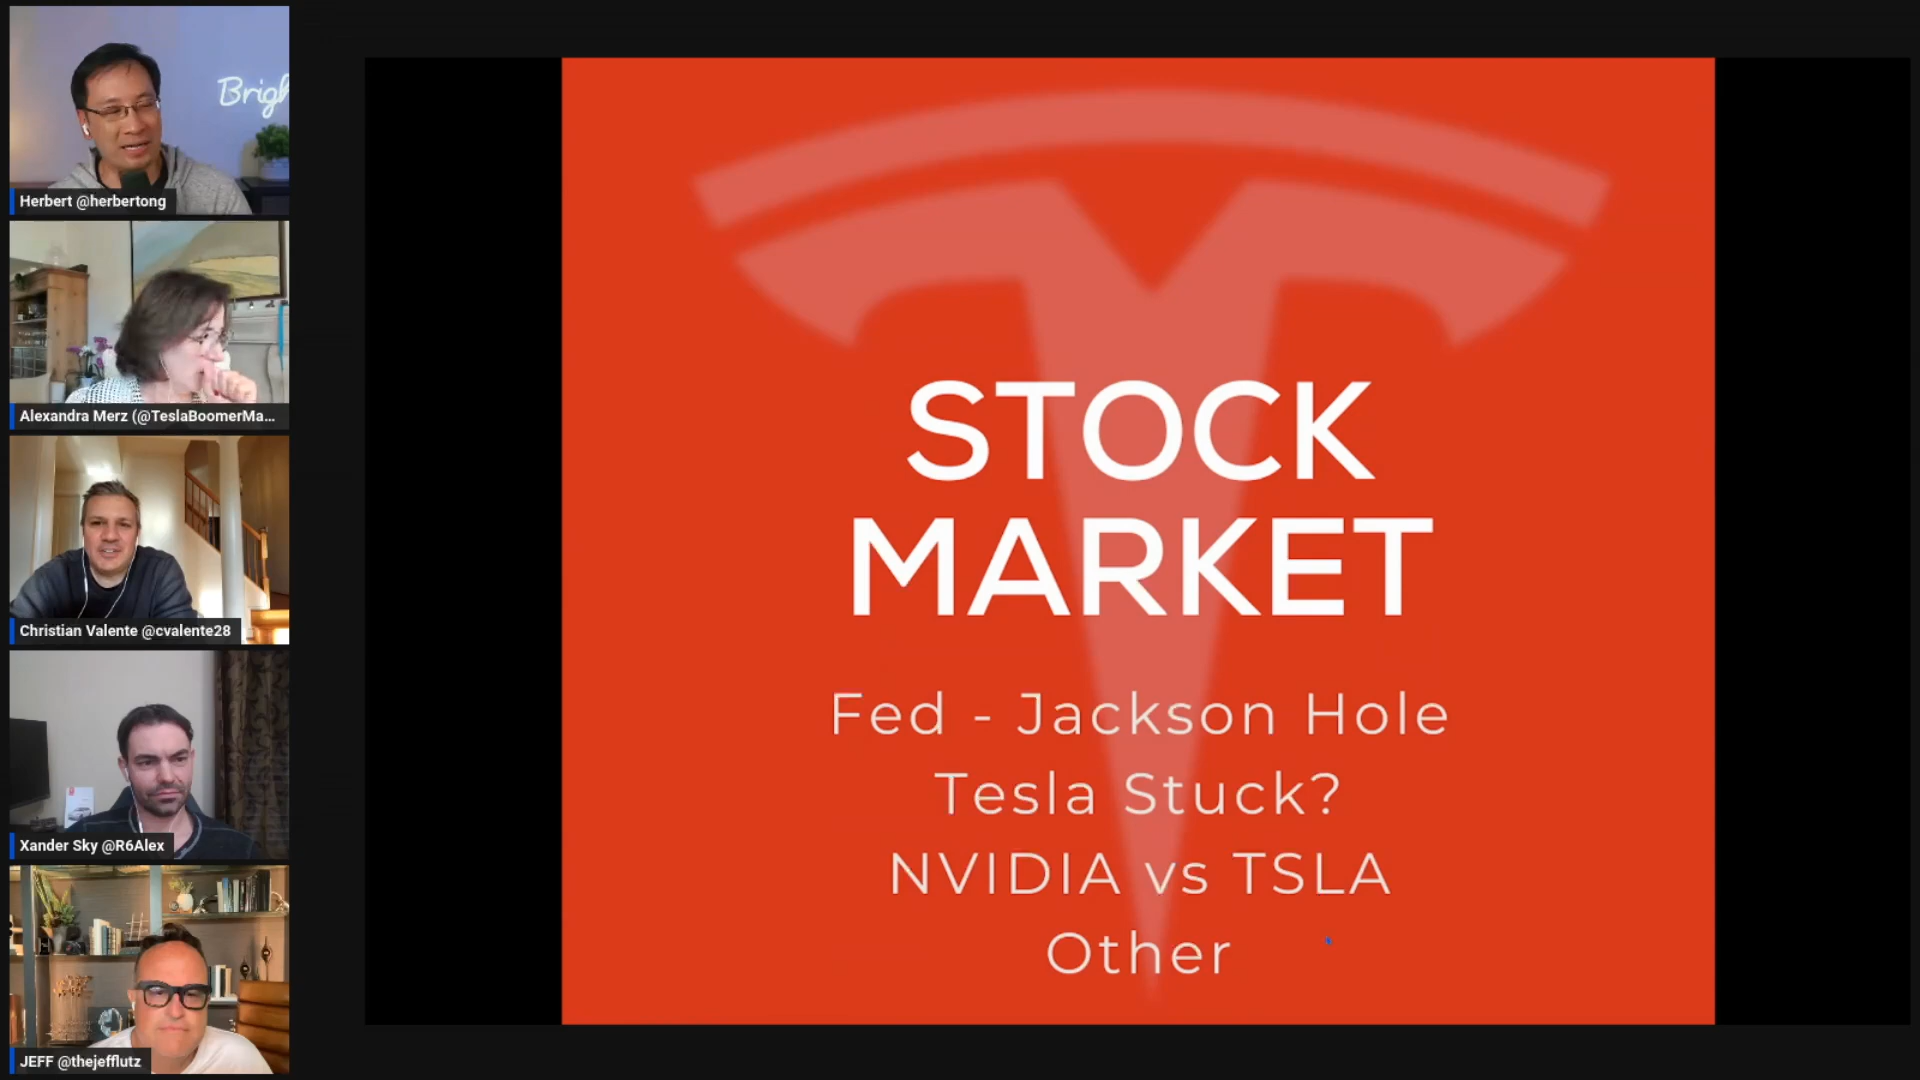 Brigh
Herbert @herbertong
Alexandra Merz (@TeslaBoomerMa...
Christian Valente @cvalente28
Xander Sky @R6Alex
JEFF @thejefflutz
STOCK
MARKET
Fed - Jackson Hole
Tesla Stuck?
NVIDIA vs TSLA
Other